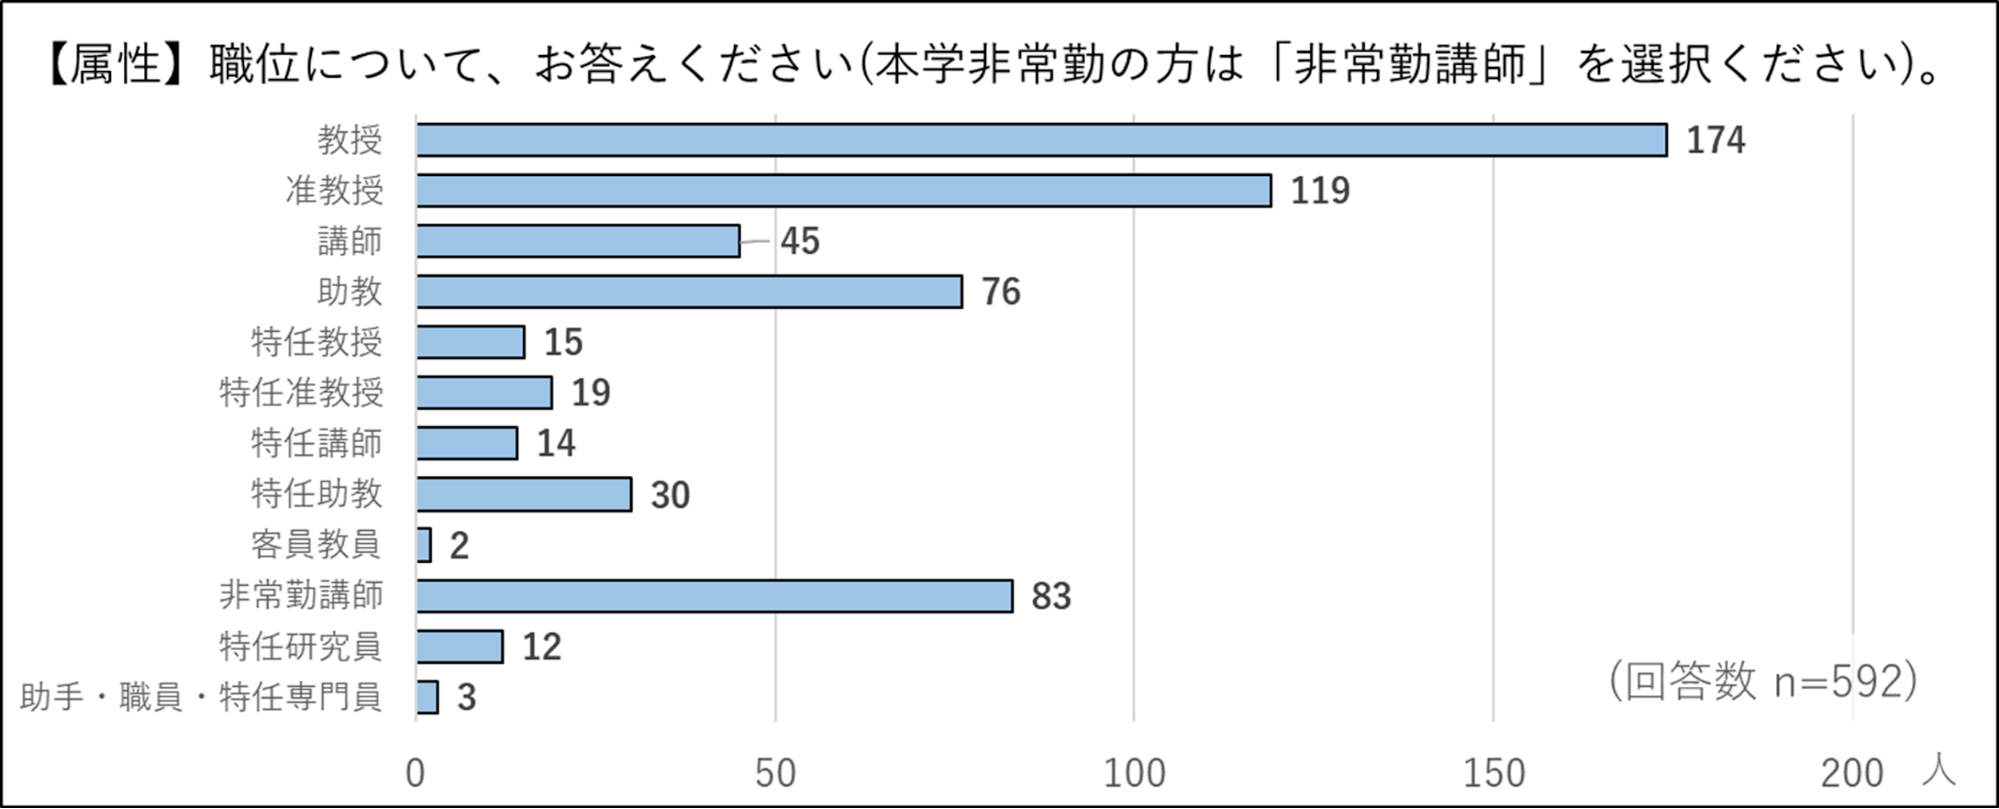 【属性】職位について、お答えください(本学非常勤の方は「非常勤講師」を選択ください)。
教授 174
准教授 119
講師 45
助教 76
特任教授 15
特任准教授 19
特任講師 14
特任助教 30
客員教員 2
非常勤講師 83
特任研究員 12
助手・職員・特任専門員 3
(回答数 n=592)
0 50 100 150 200 人